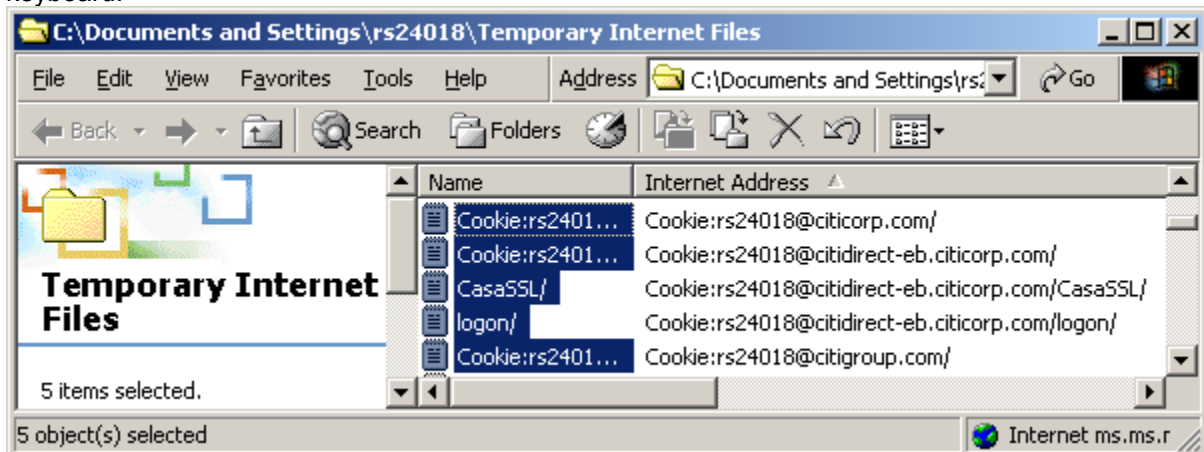 keyboard.
C:\Documents and Settings\rs24018\Temporary Internet Files
File Edit View Favorites Tools Help Address C:\Documents and Settings\rs2 Go
Back Search Folders
Name Internet Address
Cookie:rs2401... Cookie:rs24018@citicorp.com/
Cookie:rs2401... Cookie:rs24018@citidirect-eb.citicorp.com/
CasaSSL/ Cookie:rs24018@citidirect-eb.citicorp.com/CasaSSL/
logon/ Cookie:rs24018@citidirect-eb.citicorp.com/logon/
Cookie:rs2401... Cookie:rs24018@citigroup.com/
Temporary Internet
Files
5 items selected.
5 object(s) selected Internet ms.ms.r